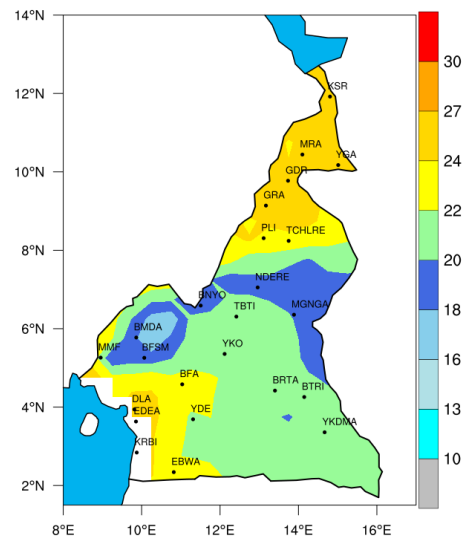 14°N
12°N
10°N
8°N
6°N
4°N
2°N
KSR
MRA
YGA
GDR
GRA
PLI
TCHLRE
NDERE
BNYO
TBTI
MGNGA
BMDA
MMF
BFSM
YKO
BFA
BRTA
BTRI
DLA
EDEA
YDE
YKDMA
KRBI
EBWA
8°E
10°E
12°E
14°E
16°E
30
27
24
22
20
18
16
13
10